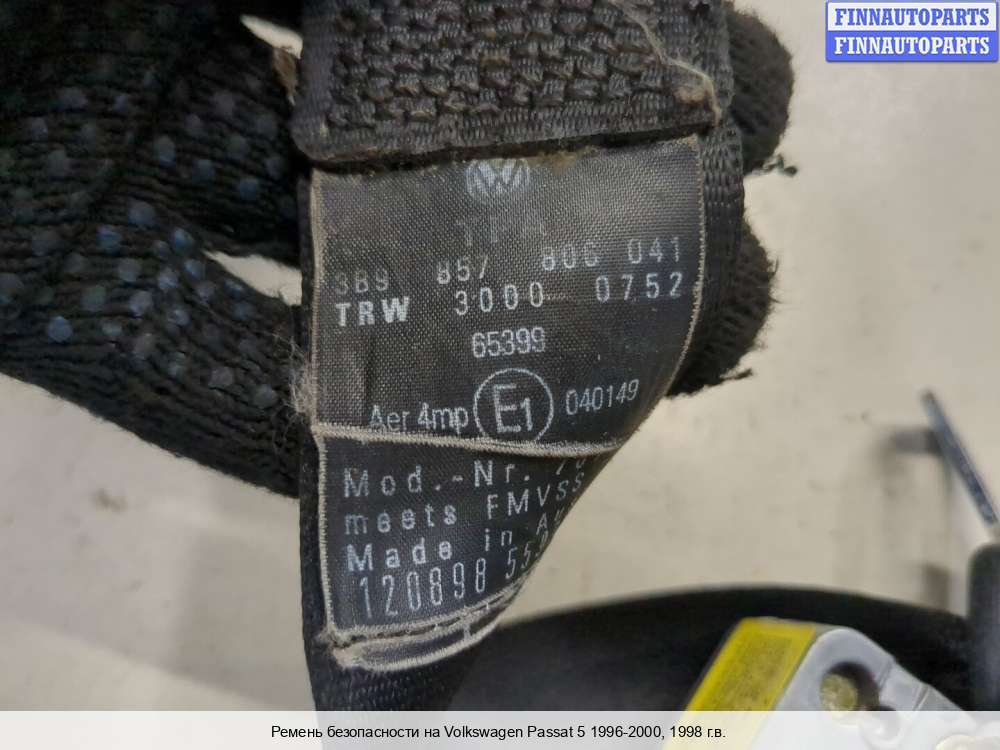 FINNAUTOPARTS
FINNAUTOPARTS
3B9 857 806 041
TRW 3000 0752
65399
Aer 4mp E1 040149
Mod.-Nr.
meets FMVSS
Made in
120898
Ремень безопасности на Volkswagen Passat 5 1996-2000, 1998 г.в.